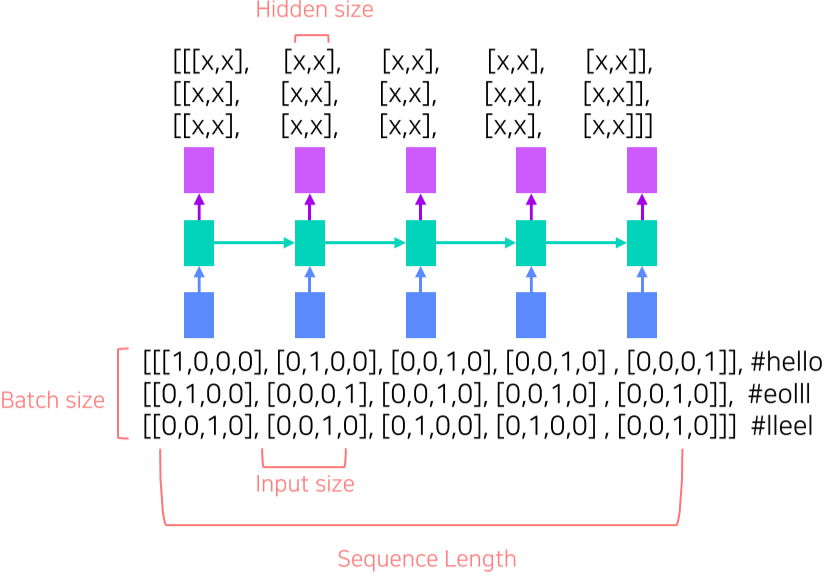 Hidden size
[[[x,x], [x,x], [x,x], [x,x], [x,x]],
[[x,x], [x,x], [x,x], [x,x], [x,x]],
[[x,x], [x,x], [x,x], [x,x], [x,x]]]
[[[1,0,0,0], [0,1,0,0], [0,0,1,0], [0,0,1,0] , [0,0,0,1]], #hello
Batch size
[[0,1,0,0], [0,0,0,1], [0,0,1,0], [0,0,1,0] , [0,0,1,0]], #eolll
[[0,0,1,0], [0,0,1,0], [0,1,0,0], [0,1,0,0] , [0,0,1,0]]] #lleel
Input size
Sequence Length